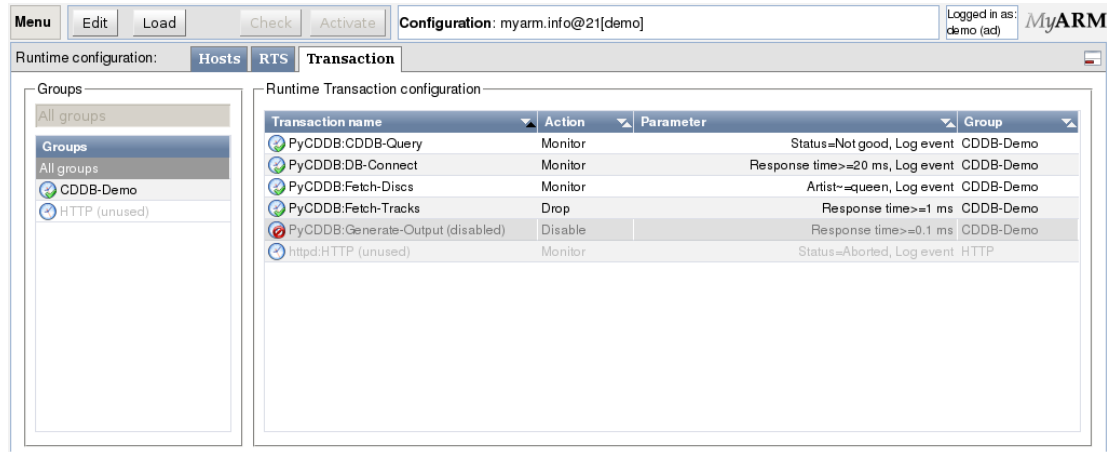 Menu Edit Load Check Activate Configuration: myarm.info@21[demo] Logged in as: MyARM
demo (ad)
Runtime configuration: Hosts RTS Transaction
Groups
All groups
Groups
All groups
CDDB-Demo
HTTP (unused)
Runtime Transaction configuration
Transaction name Action Parameter Group
PyCDDB:CDDB-Query Monitor Status=Not good, Log event CDDB-Demo
PyCDDB:DB-Connect Monitor Response time>=20 ms, Log event CDDB-Demo
PyCDDB:Fetch-Discs Monitor Artist~=queen, Log event CDDB-Demo
PyCDDB:Fetch-Tracks Drop Response time>=1 ms CDDB-Demo
PyCDDB:Generate-Output (disabled) Disable Response time>=0.1 ms CDDB-Demo
httpd:HTTP (unused) Monitor Status=Aborted, Log event HTTP